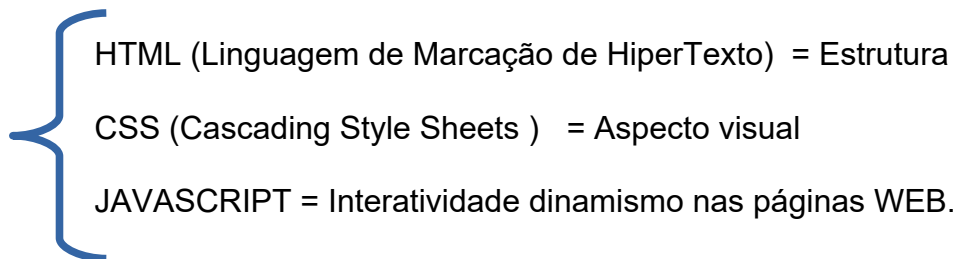 HTML (Linguagem de Marcação de HiperTexto)  = Estrutura
CSS (Cascading Style Sheets )   = Aspecto visual
JAVASCRIPT = Interatividade dinamismo nas páginas WEB.